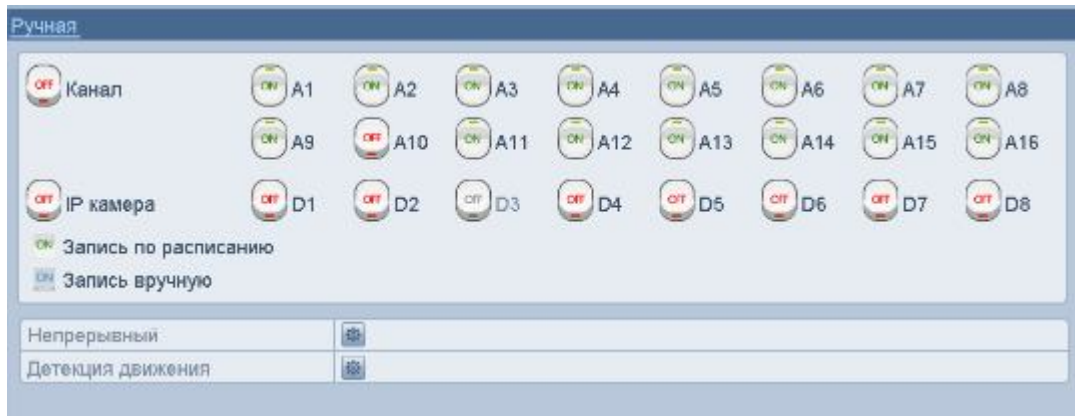 Ручная
OFF Канал ON A1 ON A2 ON A3 ON A4 ON A5 ON A6 ON A7 ON A8
ON A9 OFF A10 ON A11 ON A12 ON A13 ON A14 ON A15 ON A16
OFF IP камера OFF D1 OFF D2 OFF D3 OFF D4 OFF D5 OFF D6 OFF D7 OFF D8
ON Запись по расписанию
ON Запись вручную
Непрерывный
Детекция движения